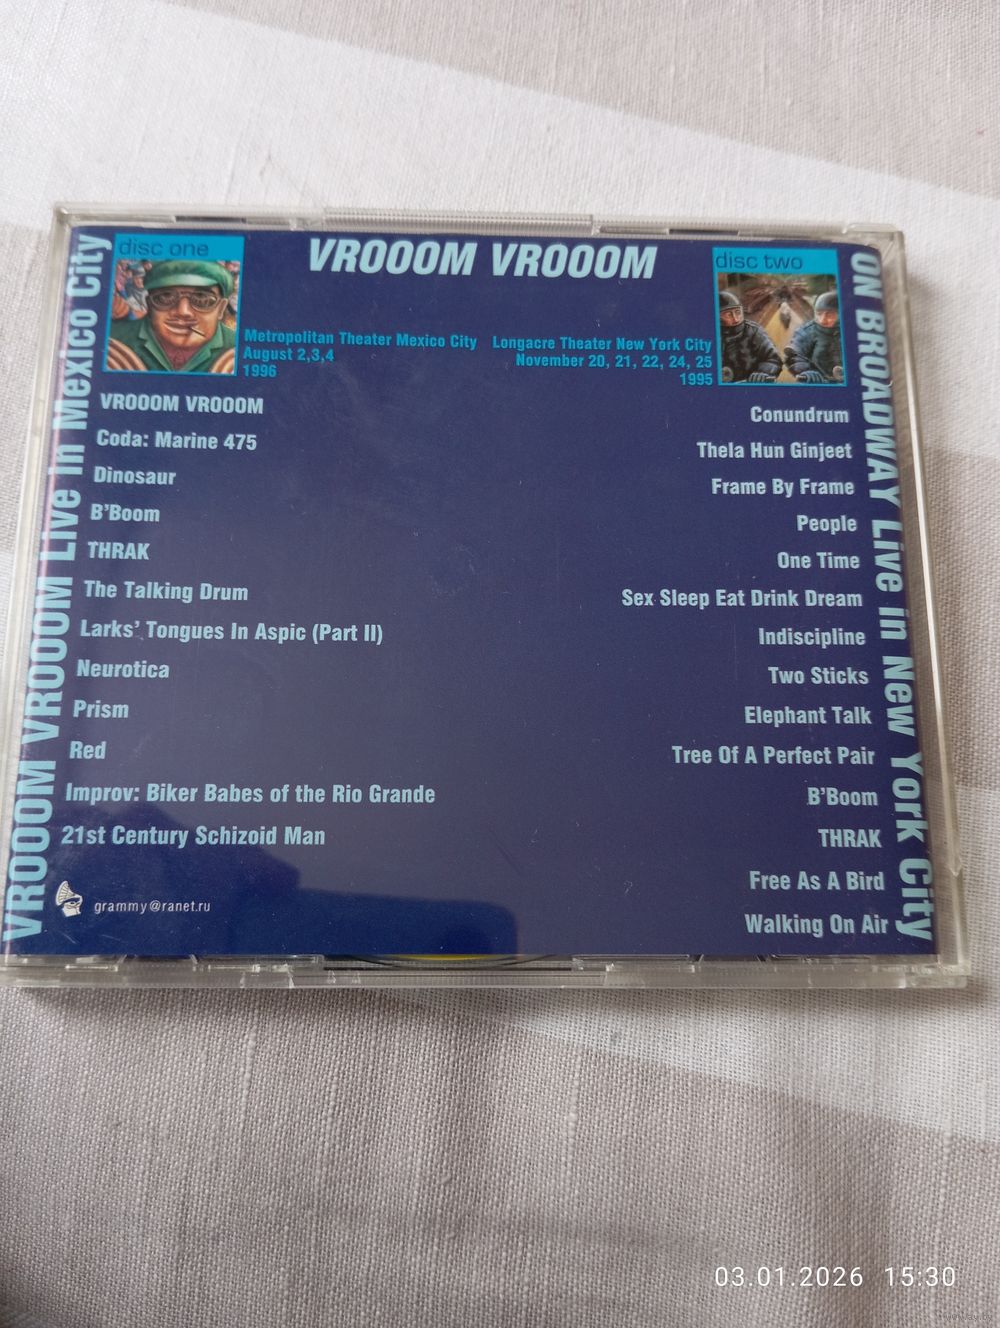 VROOOM VROOOM Live in Mexico City
disc one
VROOOM VROOOM
disc two
Metropolitan Theater Mexico City
August 2,3,4
1996
Longacre Theater New York City
November 20, 21, 22, 24, 25
1995
VROOOM VROOOM
Coda: Marine 475
Dinosaur
B'Boom
THRAK
The Talking Drum
Larks' Tongues In Aspic (Part II)
Neurotica
Prism
Red
Improv: Biker Babes of the Rio Grande
21st Century Schizoid Man
grammy@ranet.ru
Conundrum
Thela Hun Ginjeet
Frame By Frame
People
One Time
Sex Sleep Eat Drink Dream
Indiscipline
Two Sticks
Elephant Talk
Tree Of A Perfect Pair
B'Boom
THRAK
Free As A Bird
Walking On Air
ON BROADWAY Live in New York City
03.01.2026 15:30